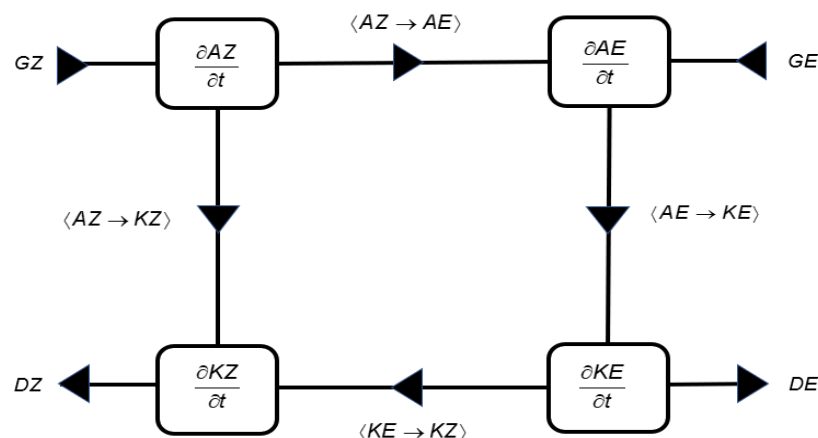 ⟨AZ → AE⟩
GZ
∂AZ
∂t
∂AE
∂t
GE
⟨AZ → KZ⟩
⟨AE → KE⟩
DZ
∂KZ
∂t
∂KE
∂t
DE
⟨KE → KZ⟩